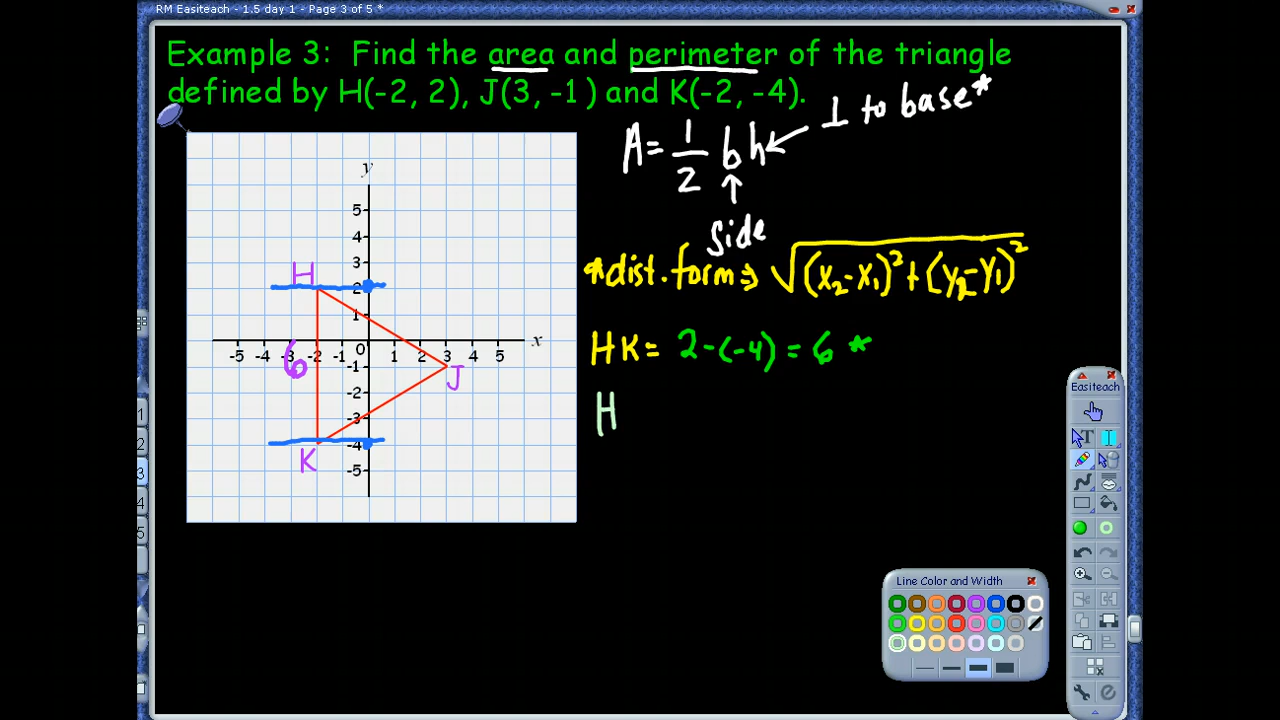 RM Easiteach - 1.5 day 1 - Page 3 of 5 *
Example 3: Find the area and perimeter of the triangle
defined by H(-2, 2), J(3, -1) and K(-2, -4).
⊥ to base*
A = 1/2 b h
side
*dist. form ⇒ √(x₂-x₁)² + (y₂-y₁)²
HK = 2-(-4) = 6 *
H
y
5
4
3
H
2
1
-5 -4 -3 -2 -1 0 1 2 3 4 5 x
6
-1
J
-2
-3
-4
K
-5
1
2
3
4
5
Easiteach
T
Line Color and Width